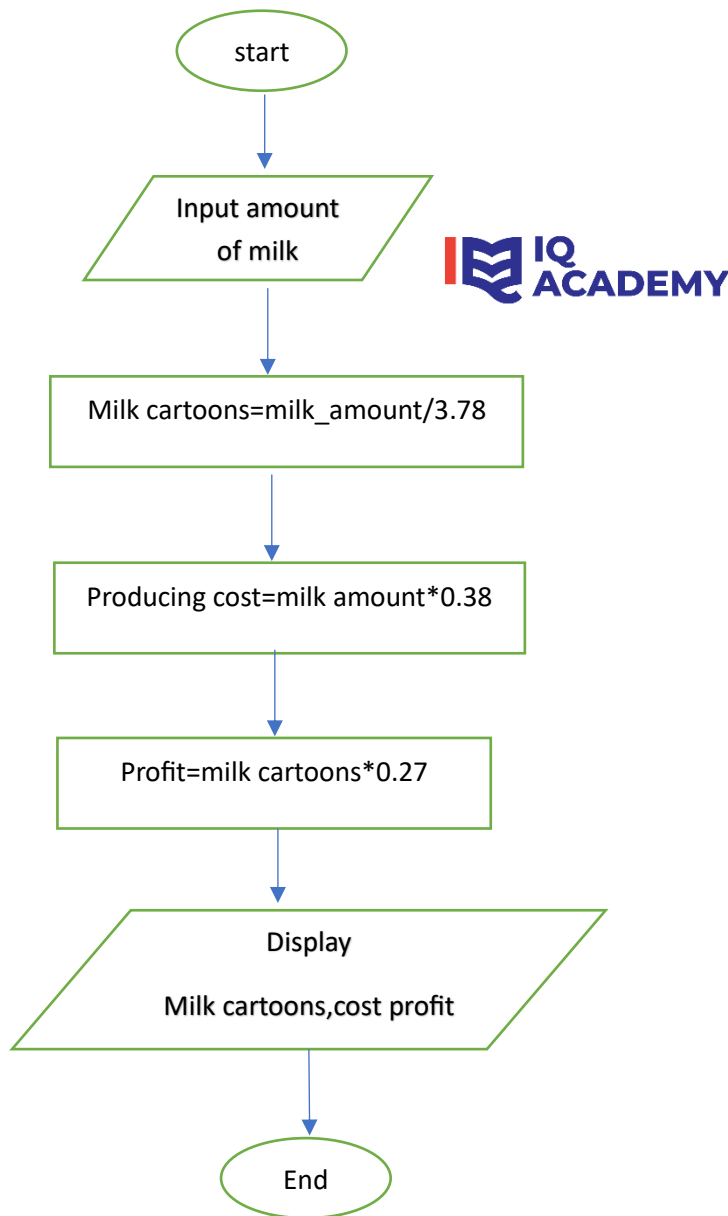 start
Input amount
of milk
IQ
ACADEMY
Milk cartoons=milk_amount/3.78
Producing cost=milk amount*0.38
Profit=milk cartoons*0.27
Display
Milk cartoons,cost profit
End